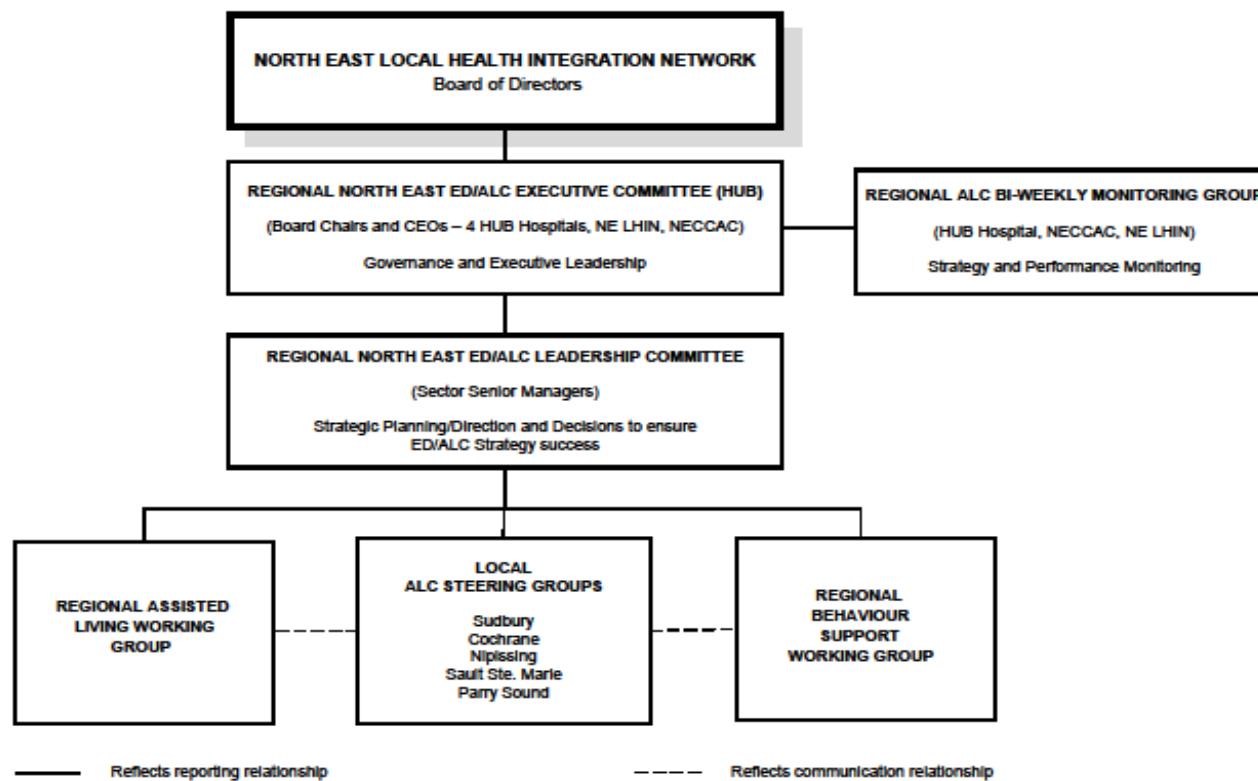 NORTH EAST LOCAL HEALTH INTEGRATION NETWORK
Board of Directors
REGIONAL NORTH EAST ED/ALC EXECUTIVE COMMITTEE (HUB)
(Board Chairs and CEOs – 4 HUB Hospitals, NE LHIN, NECCAC)
Governance and Executive Leadership
REGIONAL ALC BI-WEEKLY MONITORING GROUP
(HUB Hospital, NECCAC, NE LHIN)
Strategy and Performance Monitoring
REGIONAL NORTH EAST ED/ALC LEADERSHIP COMMITTEE
(Sector Senior Managers)
Strategic Planning/Direction and Decisions to ensure
ED/ALC Strategy success
REGIONAL ASSISTED
LIVING WORKING
GROUP
LOCAL
ALC STEERING GROUPS
Sudbury
Cochrane
Nipissing
Sault Ste. Marie
Parry Sound
REGIONAL
BEHAVIOUR
SUPPORT
WORKING GROUP
Reflects reporting relationship
Reflects communication relationship